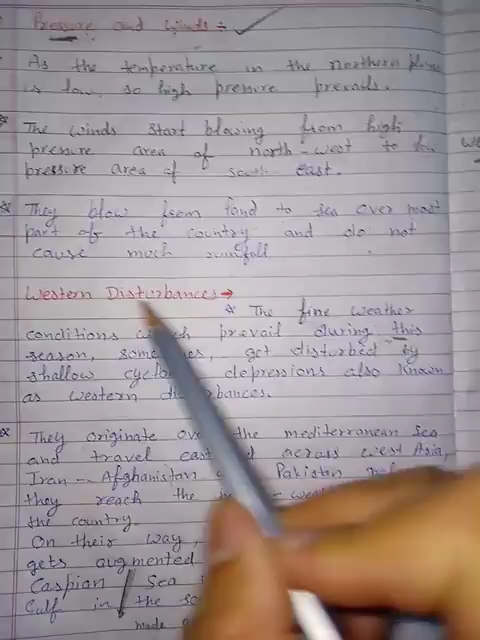 Pressure and Winds :-
As the temperature in the northern plains
is low, so high pressure prevails.
The winds start blowing from high
pressure area of north-west to the
pressure area of south east.
They blow from land to sea over most
part of the country and do not
cause much rainfall
Western Disturbances →
* The fine weather
conditions which prevail during this
season, sometimes, get disturbed by
shallow cyclonic depressions also known
as western disturbances.
They originate over the mediterranean sea
and travel eastward across west Asia,
Iran - Afghanistan Pakistan
they reach the - west
the country.
On their way,
gets augmented
Caspian Sea
Gulf in the
made